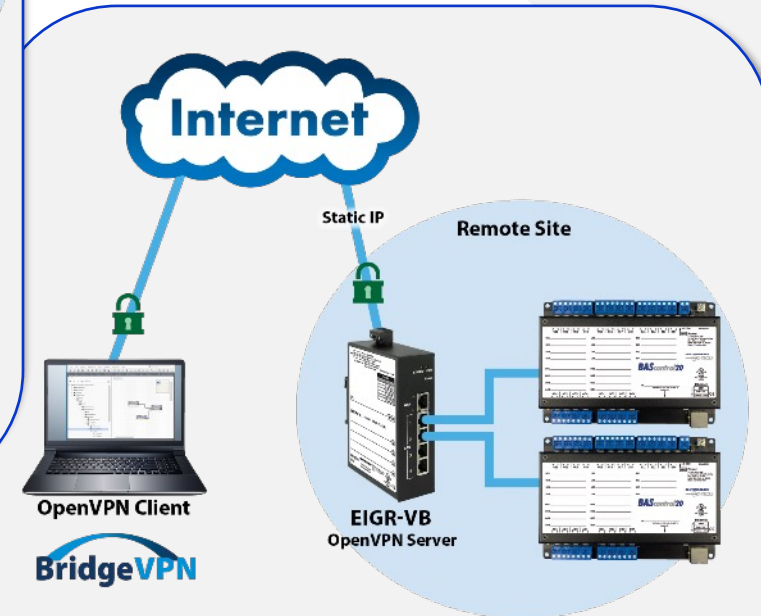 Internet
Static IP
Remote Site
BAScontrol20
OpenVPN Client
BridgeVPN
EIGR-VB
OpenVPN Server
BAScontrol20